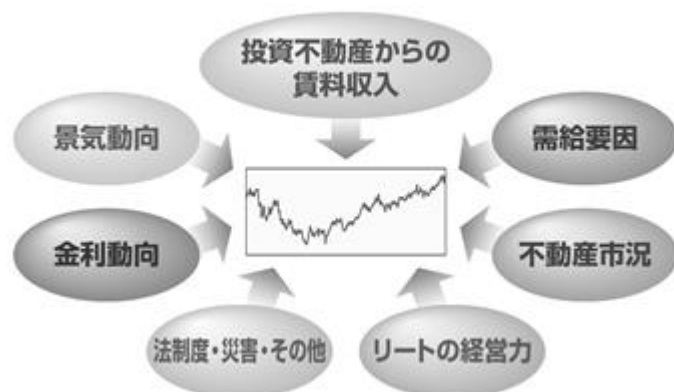 投資不動産からの
賃料収入
景気動向
需給要因
金利動向
不動産市況
法制度・災害・その他
リートの経営力